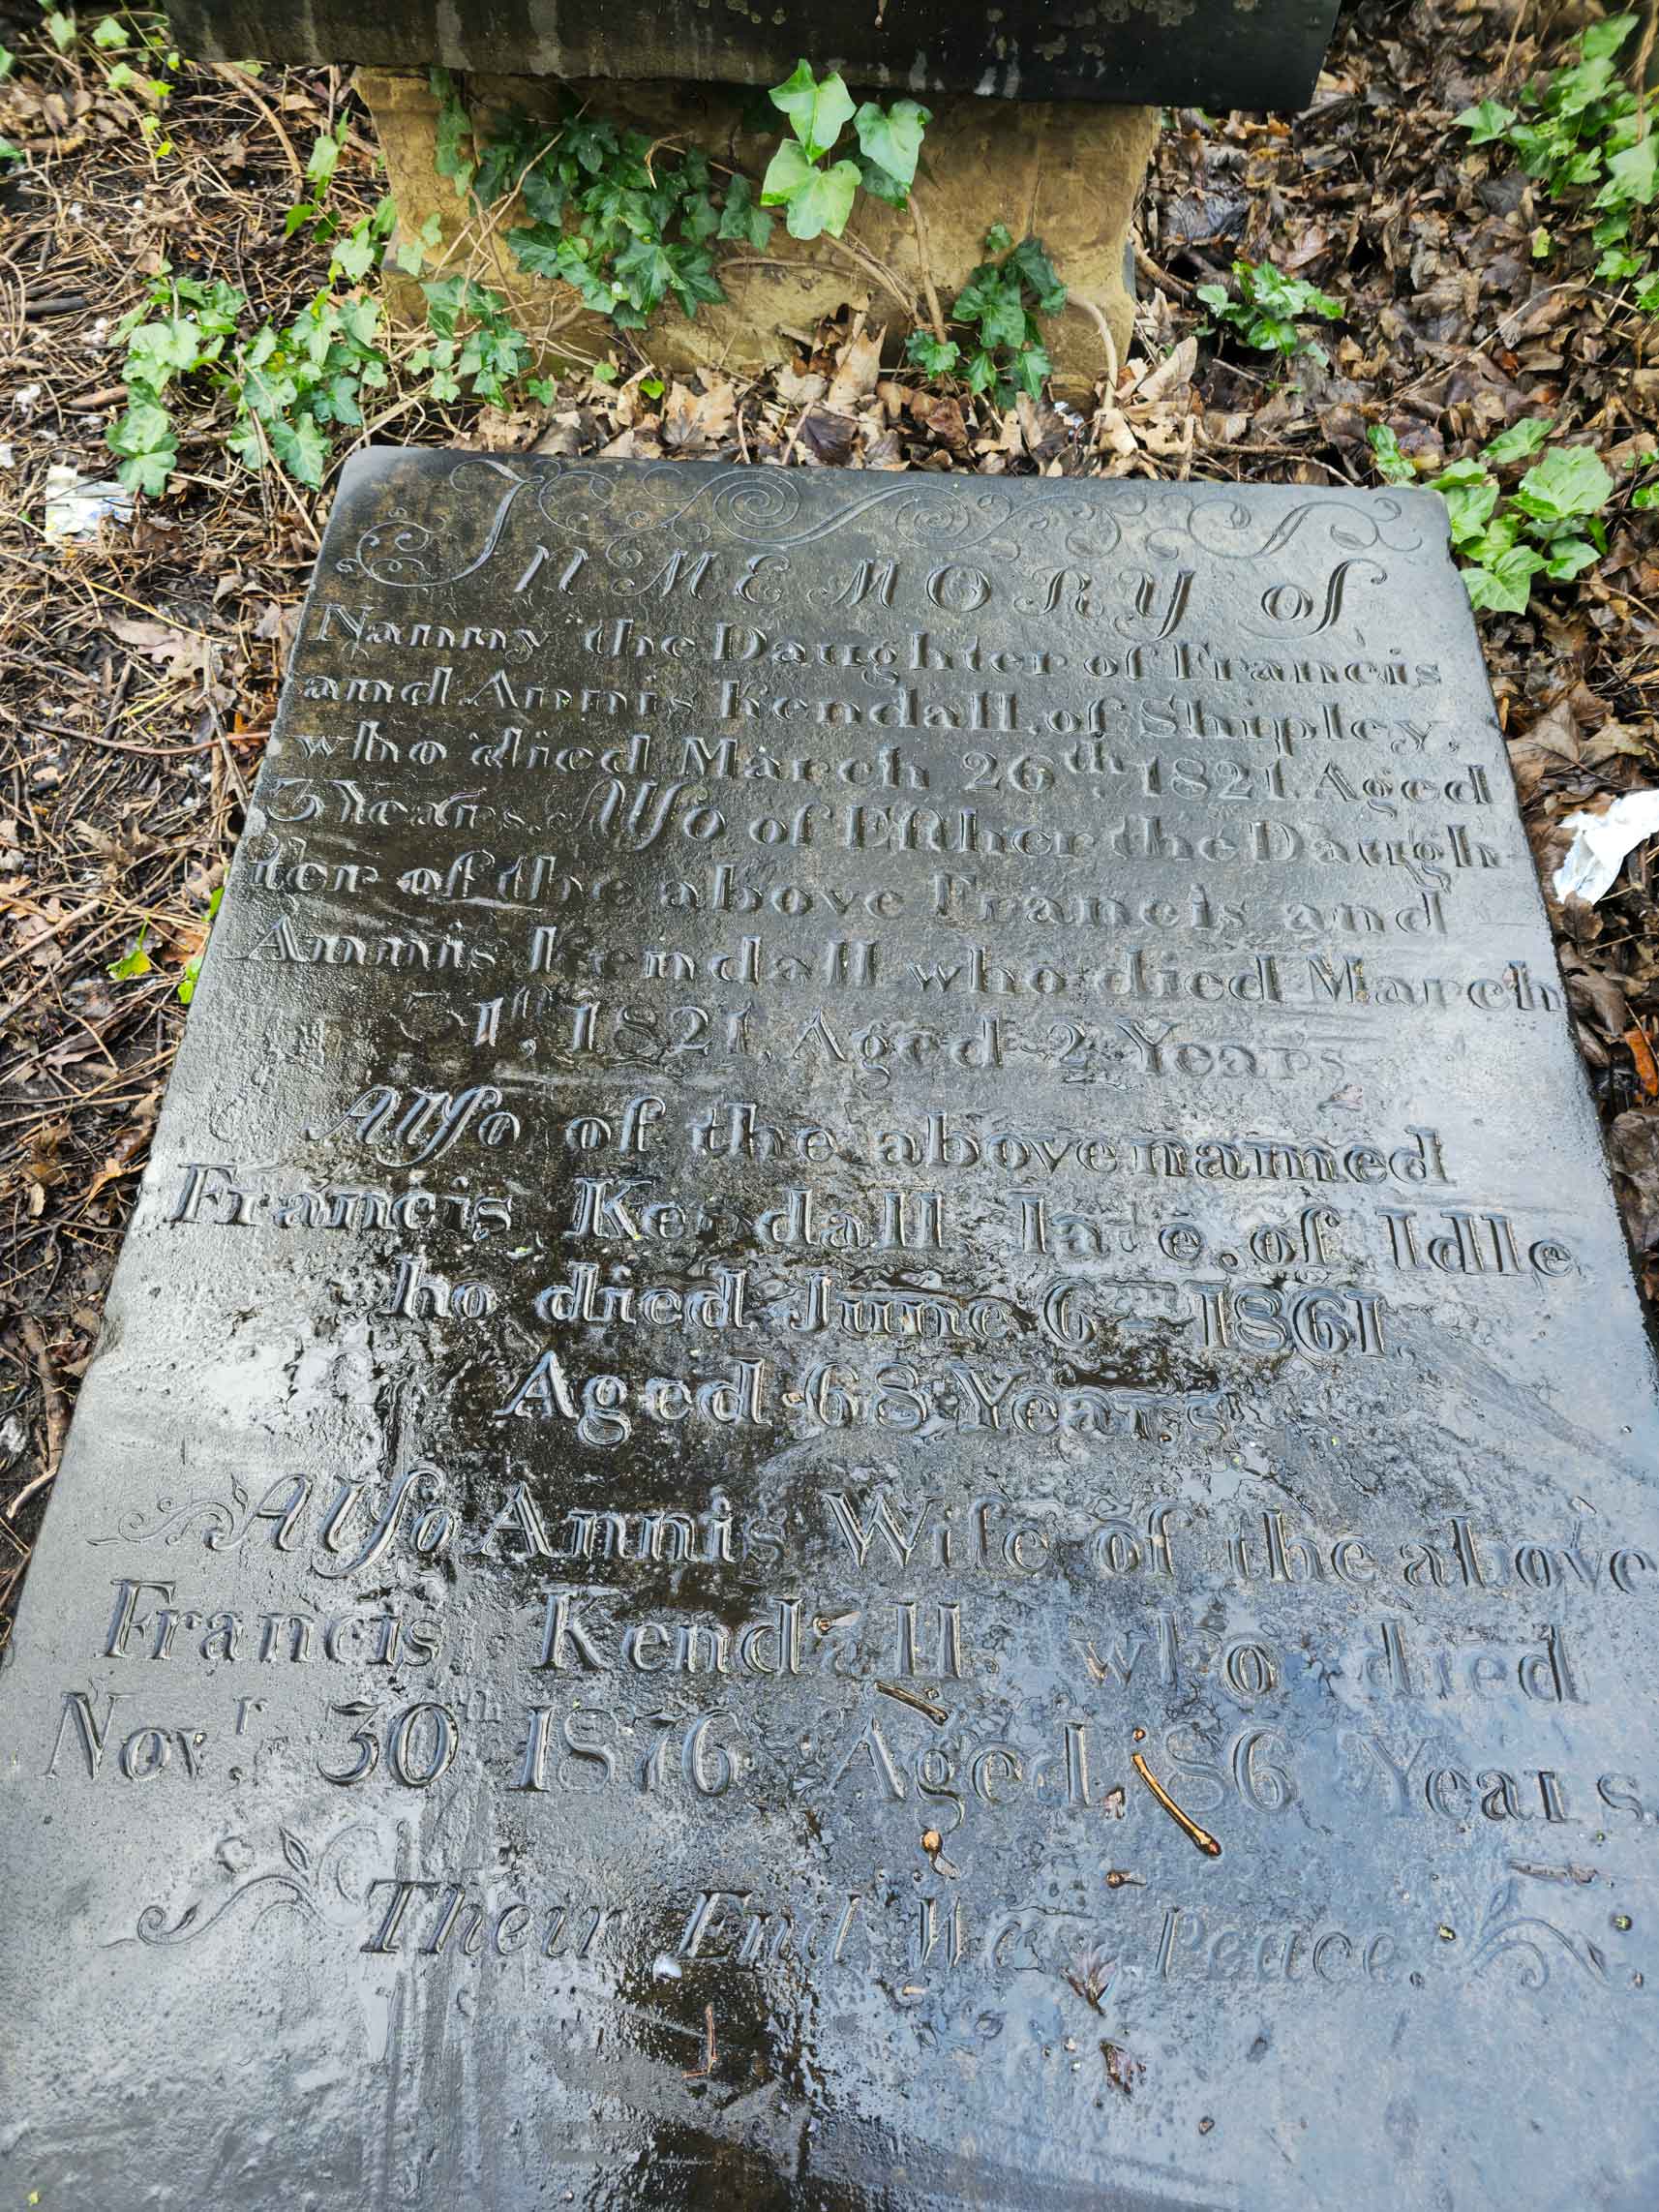 In MEMORY of
Nanny the Daughter of Francis
and Annis Kendall, of Shipley,
who died March 26th 1821. Aged
3 Years. Alſo of Eſther the Daugh-
ter of the above Francis and
Annis Kendall who died March
31ſt, 1821, Aged 2 Years
Alſo of the abovenamed
Francis Kendall, late of Idle
who died June 6th 1861.
Aged 68 Years
Alſo Annis Wife of the above
Francis Kendall who died
Novr. 30th 1876 Aged 86 Years.
Their End Was Peace.